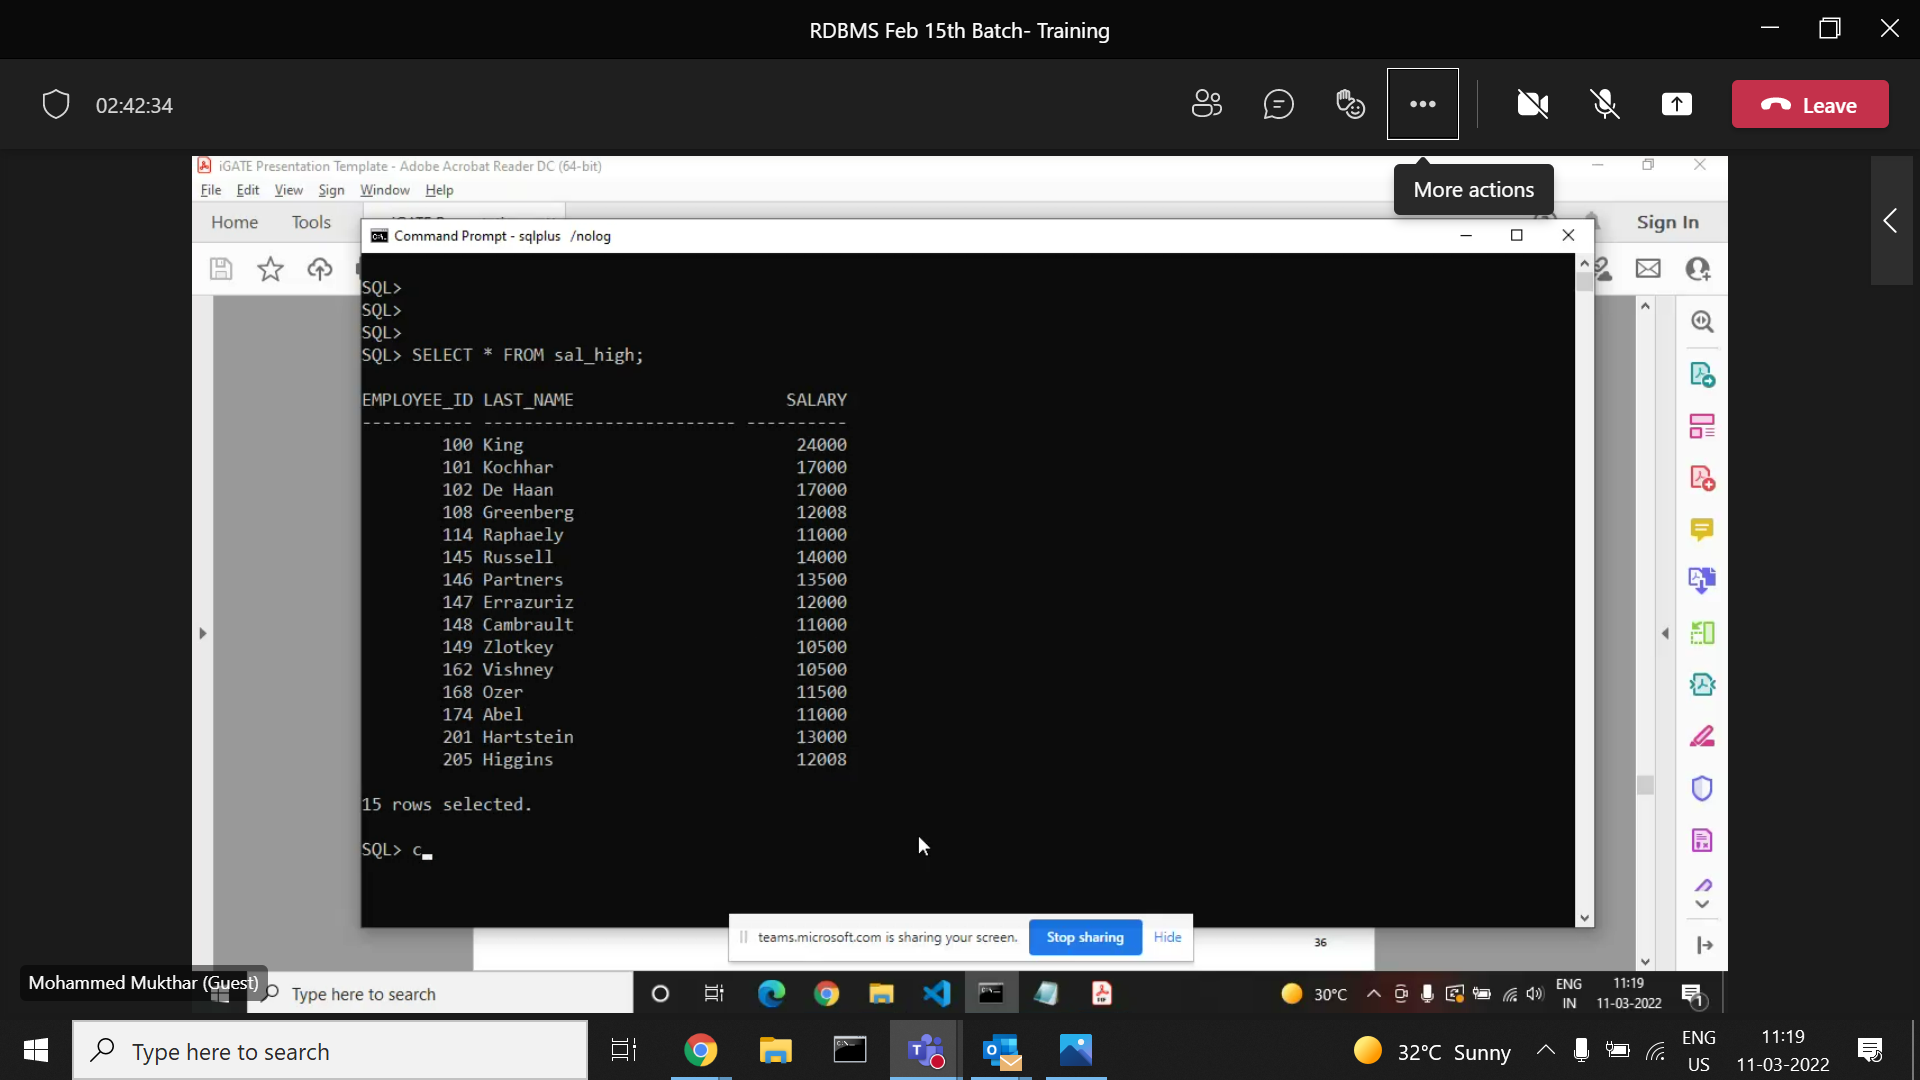 RDBMS Feb 15th Batch- Training
02:42:34
Leave
More actions
iGATE Presentation Template - Adobe Acrobat Reader DC (64-bit)
File Edit View Sign Window Help
Home Tools
Sign In
Command Prompt - sqlplus /nolog
SQL>
SQL>
SQL>
SQL> SELECT * FROM sal_high;
EMPLOYEE_ID LAST_NAME SALARY
----------- ------------------------- ----------
100 King 24000
101 Kochhar 17000
102 De Haan 17000
108 Greenberg 12008
114 Raphaely 11000
145 Russell 14000
146 Partners 13500
147 Errazuriz 12000
148 Cambrault 11000
149 Zlotkey 10500
162 Vishney 10500
168 Ozer 11500
174 Abel 11000
201 Hartstein 13000
205 Higgins 12008
15 rows selected.
SQL> c_
teams.microsoft.com is sharing your screen. Stop sharing Hide
36
Mohammed Mukthar (Guest)
Type here to search
30°C
ENG
IN
11:19
11-03-2022
1
Type here to search
32°C Sunny
ENG
US
11:19
11-03-2022